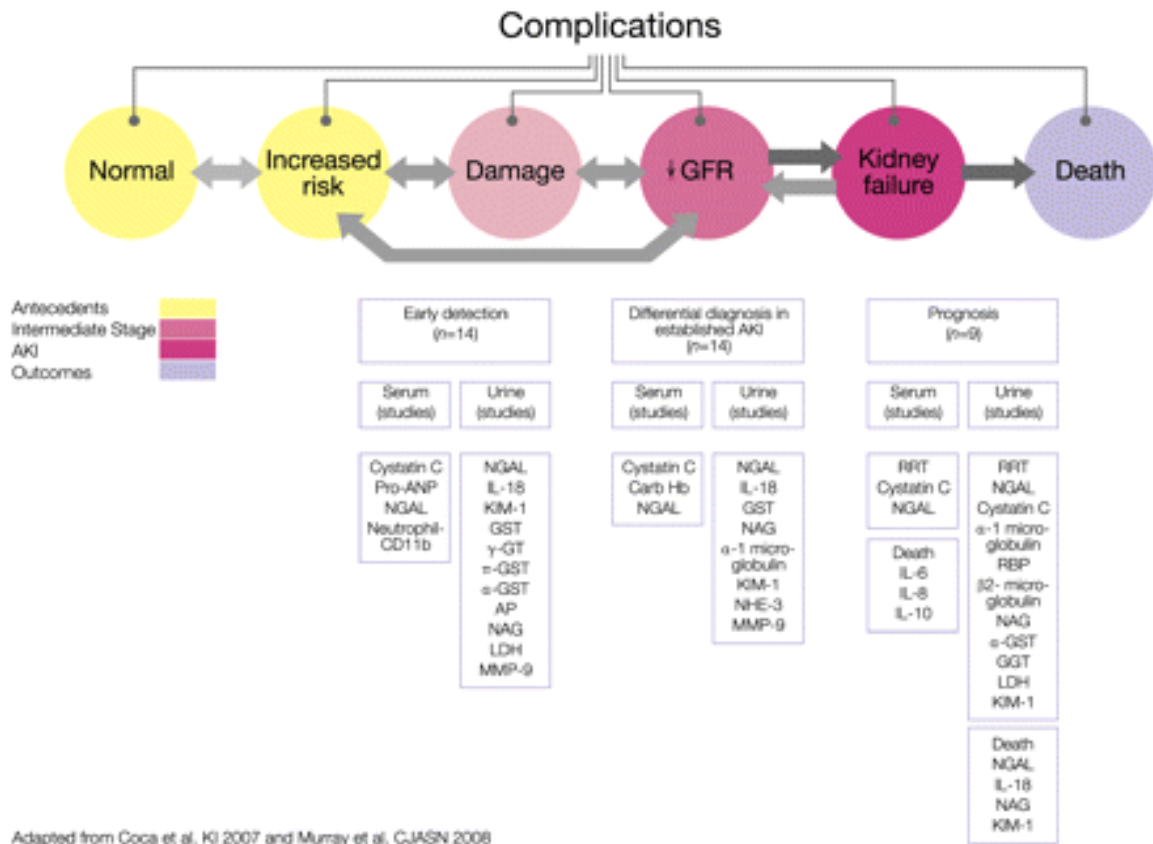 Complications
Normal
Increased
risk
Damage
↓ GFR
Kidney
failure
Death
Antecedents
Intermediate Stage
AKI
Outcomes
Early detection
(n=14)
Serum
(studies)
Urine
(studies)
Cystatin C
Pro-ANP
NGAL
Neutrophil-
CD11b
NGAL
IL-18
KIM-1
GST
γ-GT
π-GST
α-GST
AP
NAG
LDH
MMP-9
Differential diagnosis in
established AKI
(n=14)
Serum
(studies)
Urine
(studies)
Cystatin C
Carb Hb
NGAL
NGAL
IL-18
GST
NAG
α-1 micro-
globulin
KIM-1
NHE-3
MMP-9
Prognosis
(n=9)
Serum
(studies)
Urine
(studies)
RRT
Cystatin C
NGAL
Death
IL-6
IL-8
IL-10
RRT
NGAL
Cystatin C
α-1 micro-
globulin
RBP
β2- micro-
globulin
NAG
α-GST
GGT
LDH
KIM-1
Death
NGAL
IL-18
NAG
KIM-1
Adapted from Coca et al. KI 2007 and Murray et al. CJASN 2008